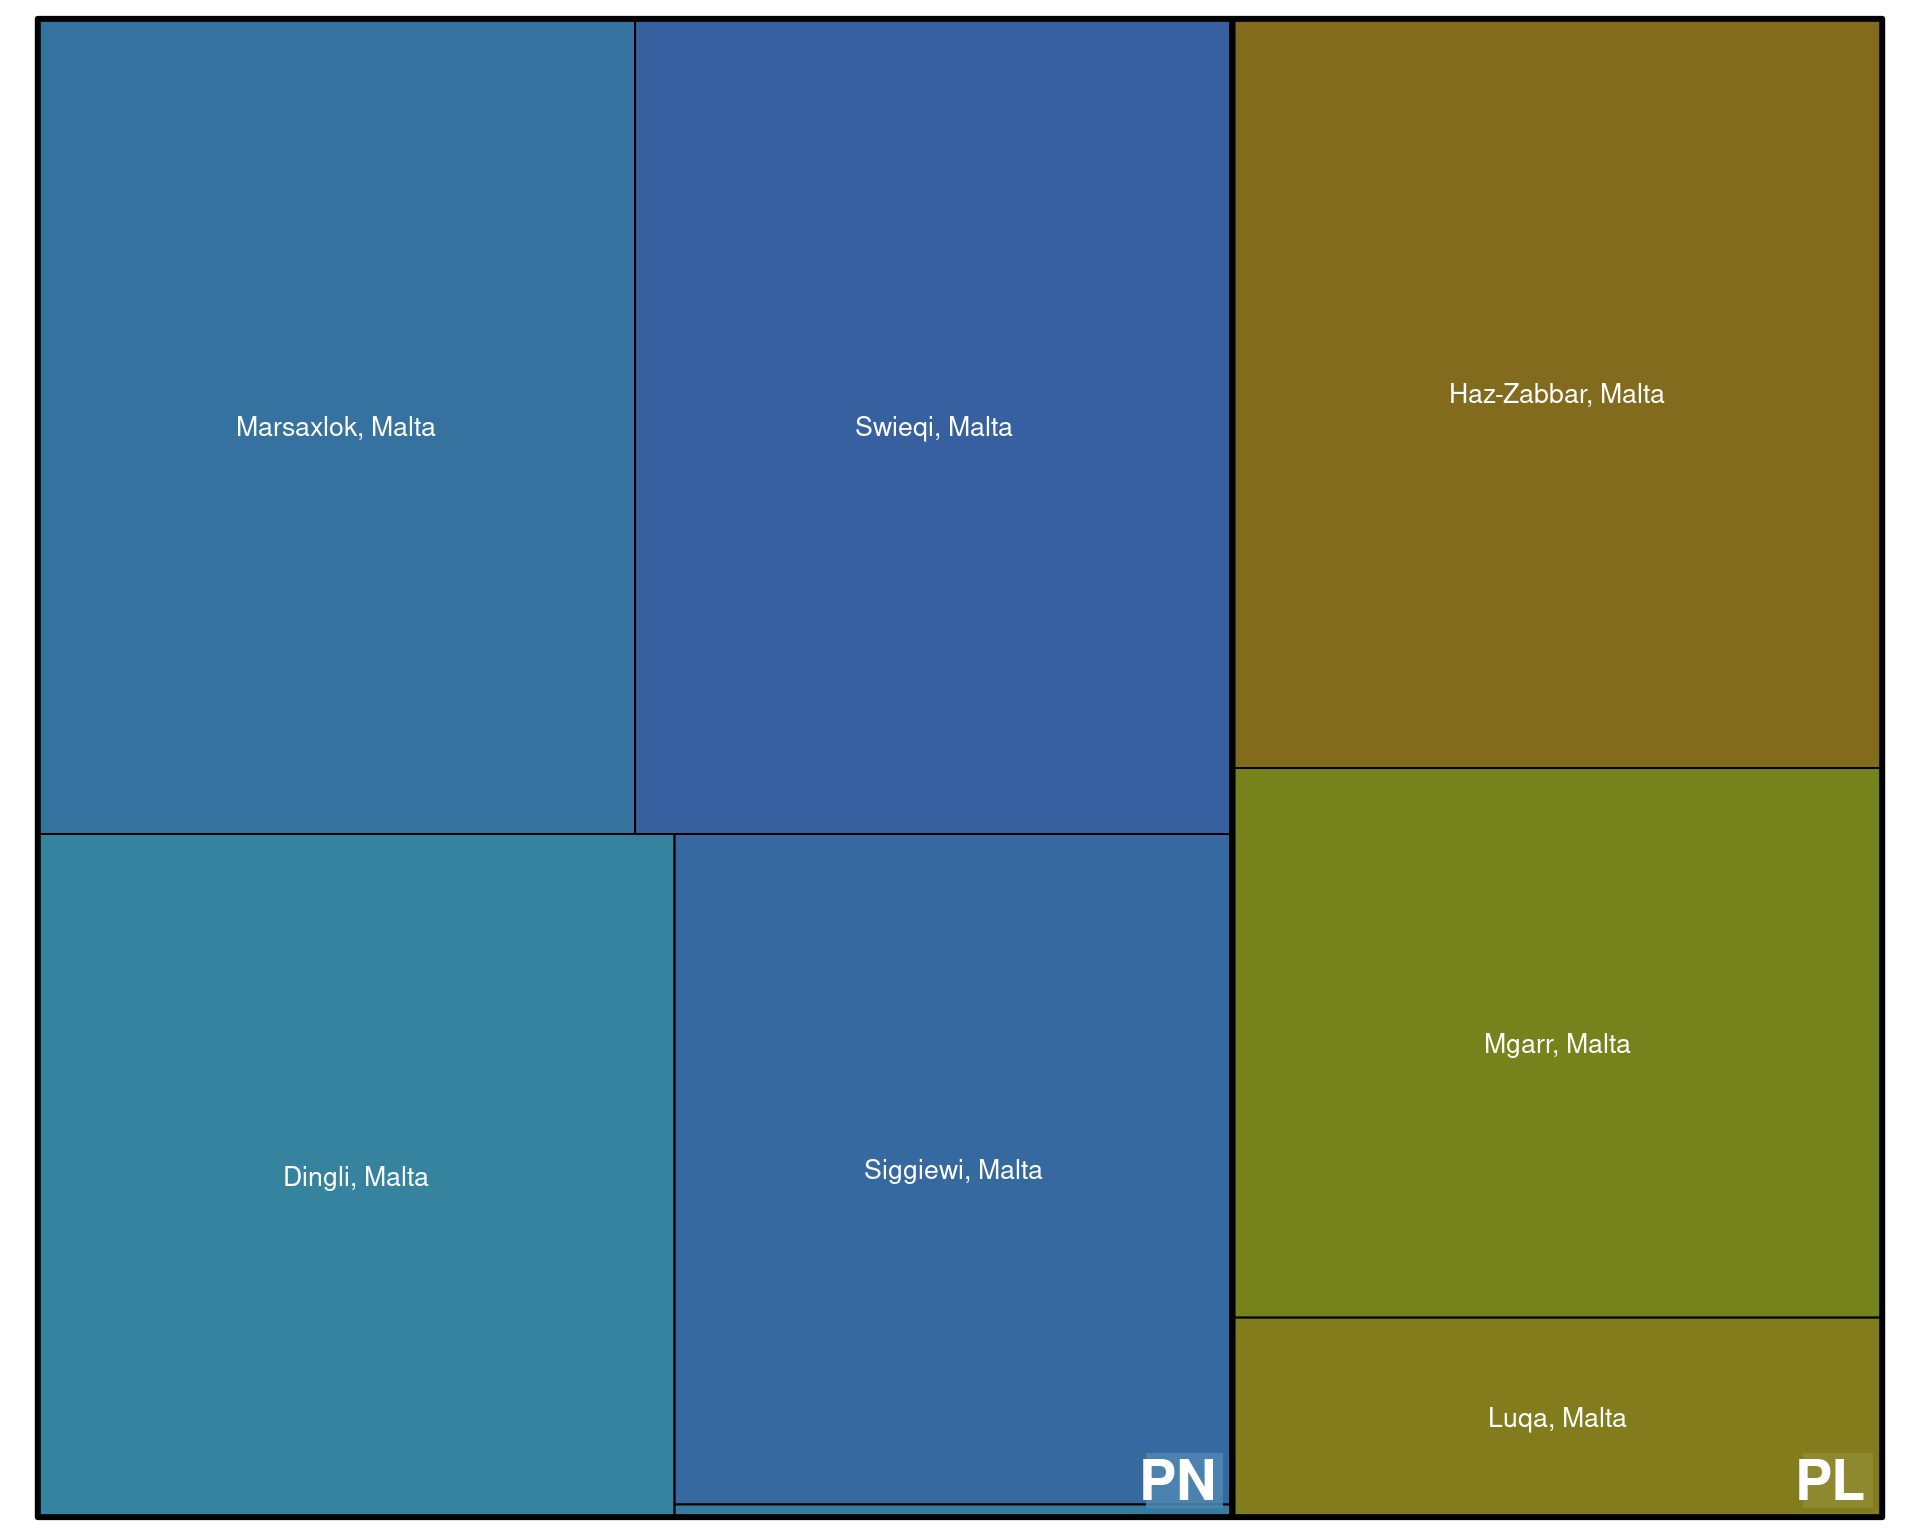 Marsaxlok, Malta
Swieqi, Malta
Haz-Zabbar, Malta
Mgarr, Malta
Dingli, Malta
Siggiewi, Malta
Luqa, Malta
PN
PL